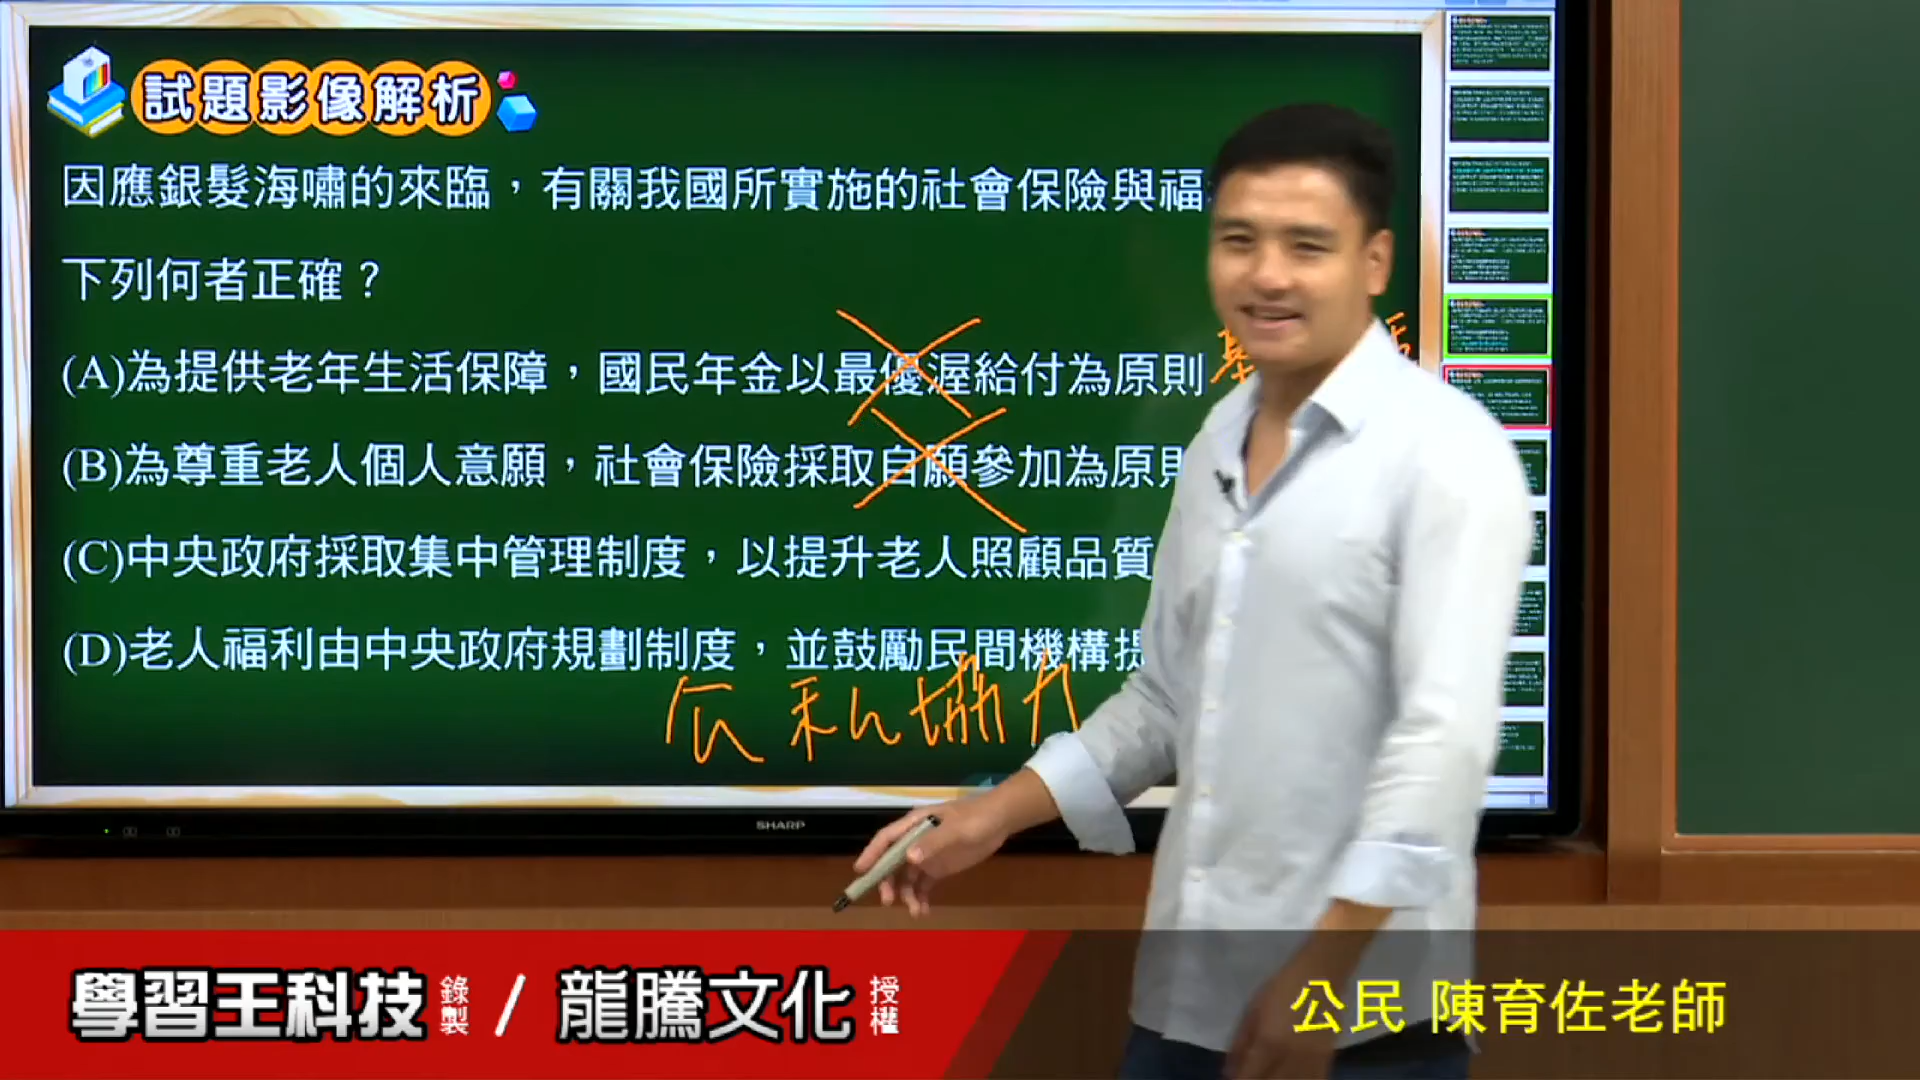 試題影像解析
因應銀髮海嘯的來臨，有關我國所實施的社會保險與福
下列何者正確？
(A)為提供老年生活保障，國民年金以最優渥給付為原則
(B)為尊重老人個人意願，社會保險採取自願參加為原則
(C)中央政府採取集中管理制度，以提升老人照顧品質
(D)老人福利由中央政府規劃制度，並鼓勵民間機構提
公私協力
SHARP
學習王科技 錄製 / 龍騰文化 授權
公民 陳育佐老師